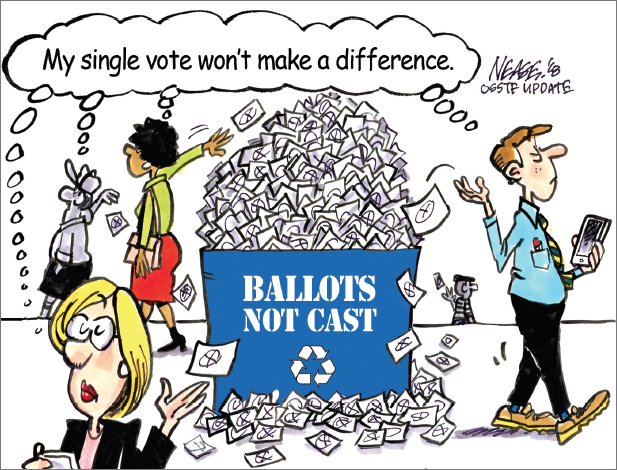 My single vote won't make a difference.
NEASE.'18
OSSTF UPDATE
BALLOTS
NOT CAST